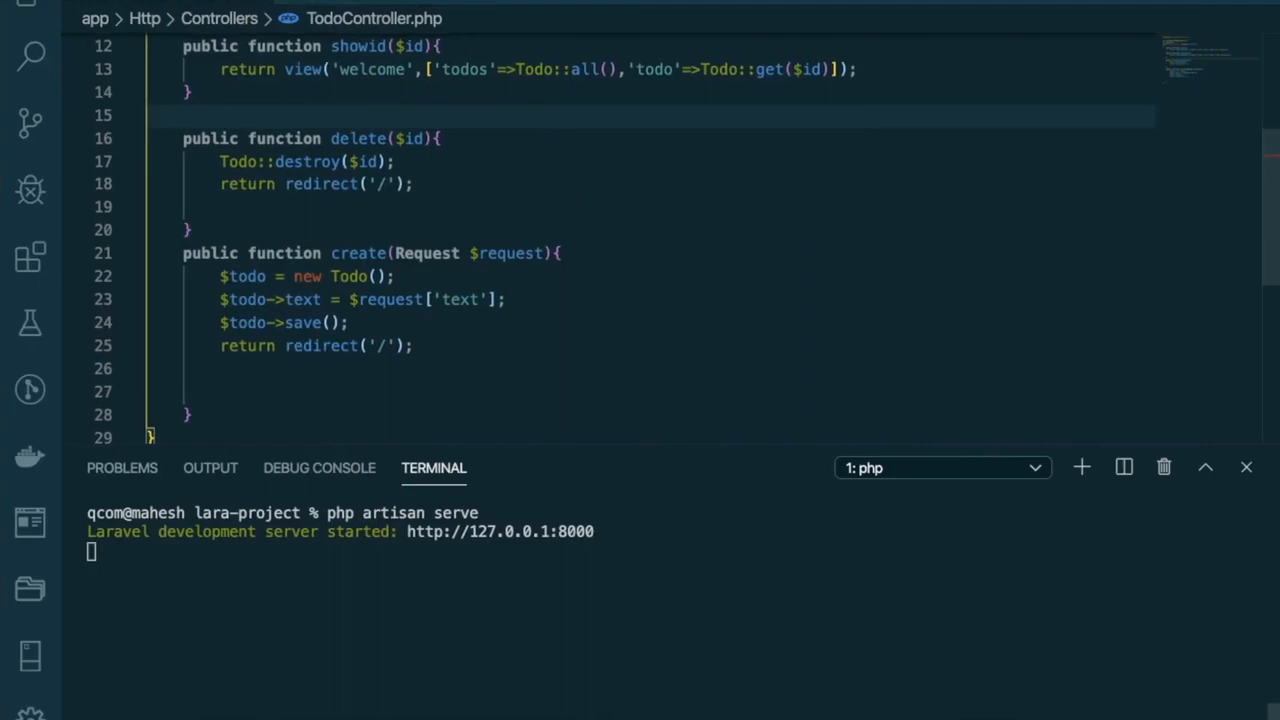 app > Http > Controllers > php TodoController.php
12 public function showid($id){
13 return view('welcome',['todos'=>Todo::all(),'todo'=>Todo::get($id)]);
14 }
15
16 public function delete($id){
17 Todo::destroy($id);
18 return redirect('/');
19
20 }
21 public function create(Request $request){
22 $todo = new Todo();
23 $todo->text = $request['text'];
24 $todo->save();
25 return redirect('/');
26
27
28 }
29 }
PROBLEMS OUTPUT DEBUG CONSOLE TERMINAL 1: php
qcom@mahesh lara-project % php artisan serve
Laravel development server started: http://127.0.0.1:8000